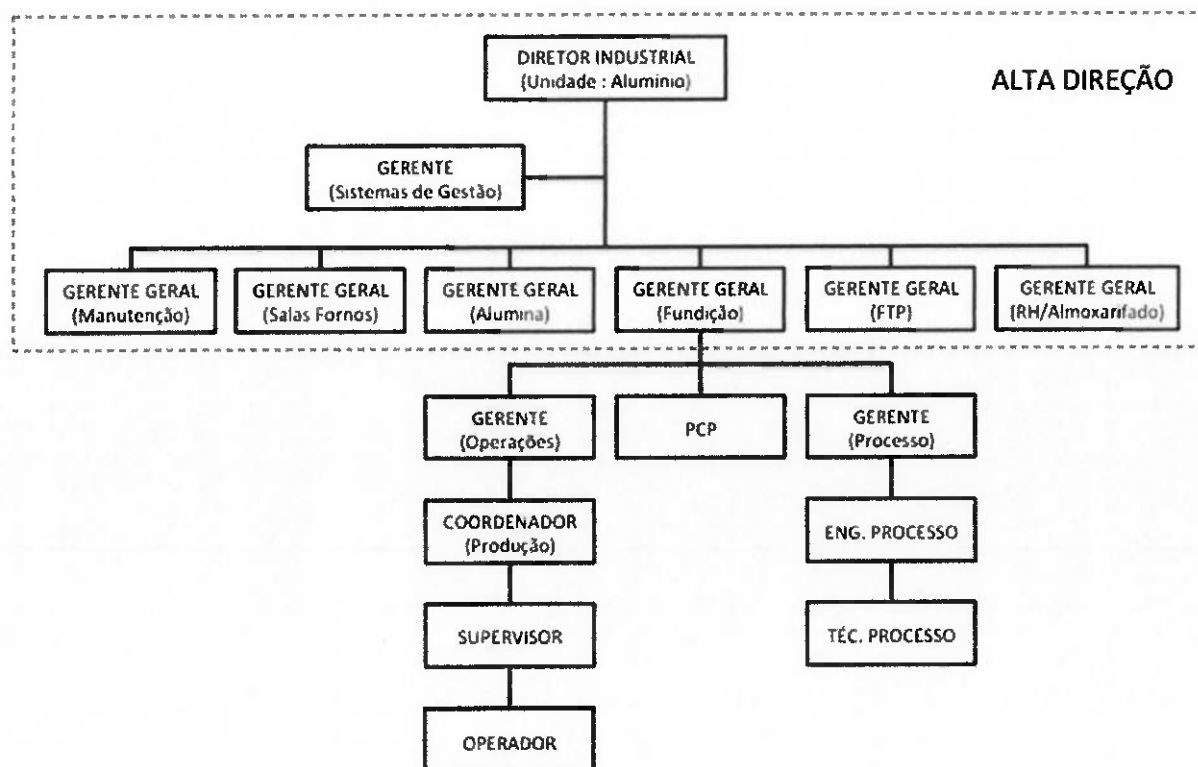 DIRETOR INDUSTRIAL
(Unidade : Alumínio)
ALTA DIREÇÃO
GERENTE
(Sistemas de Gestão)
GERENTE GERAL
(Manutenção)
GERENTE GERAL
(Salas Fornos)
GERENTE GERAL
(Alumina)
GERENTE GERAL
(Fundição)
GERENTE GERAL
(FTP)
GERENTE GERAL
(RH/Almoxarifado)
GERENTE
(Operações)
PCP
GERENTE
(Processo)
COORDENADOR
(Produção)
ENG. PROCESSO
SUPERVISOR
TÉC. PROCESSO
OPERADOR